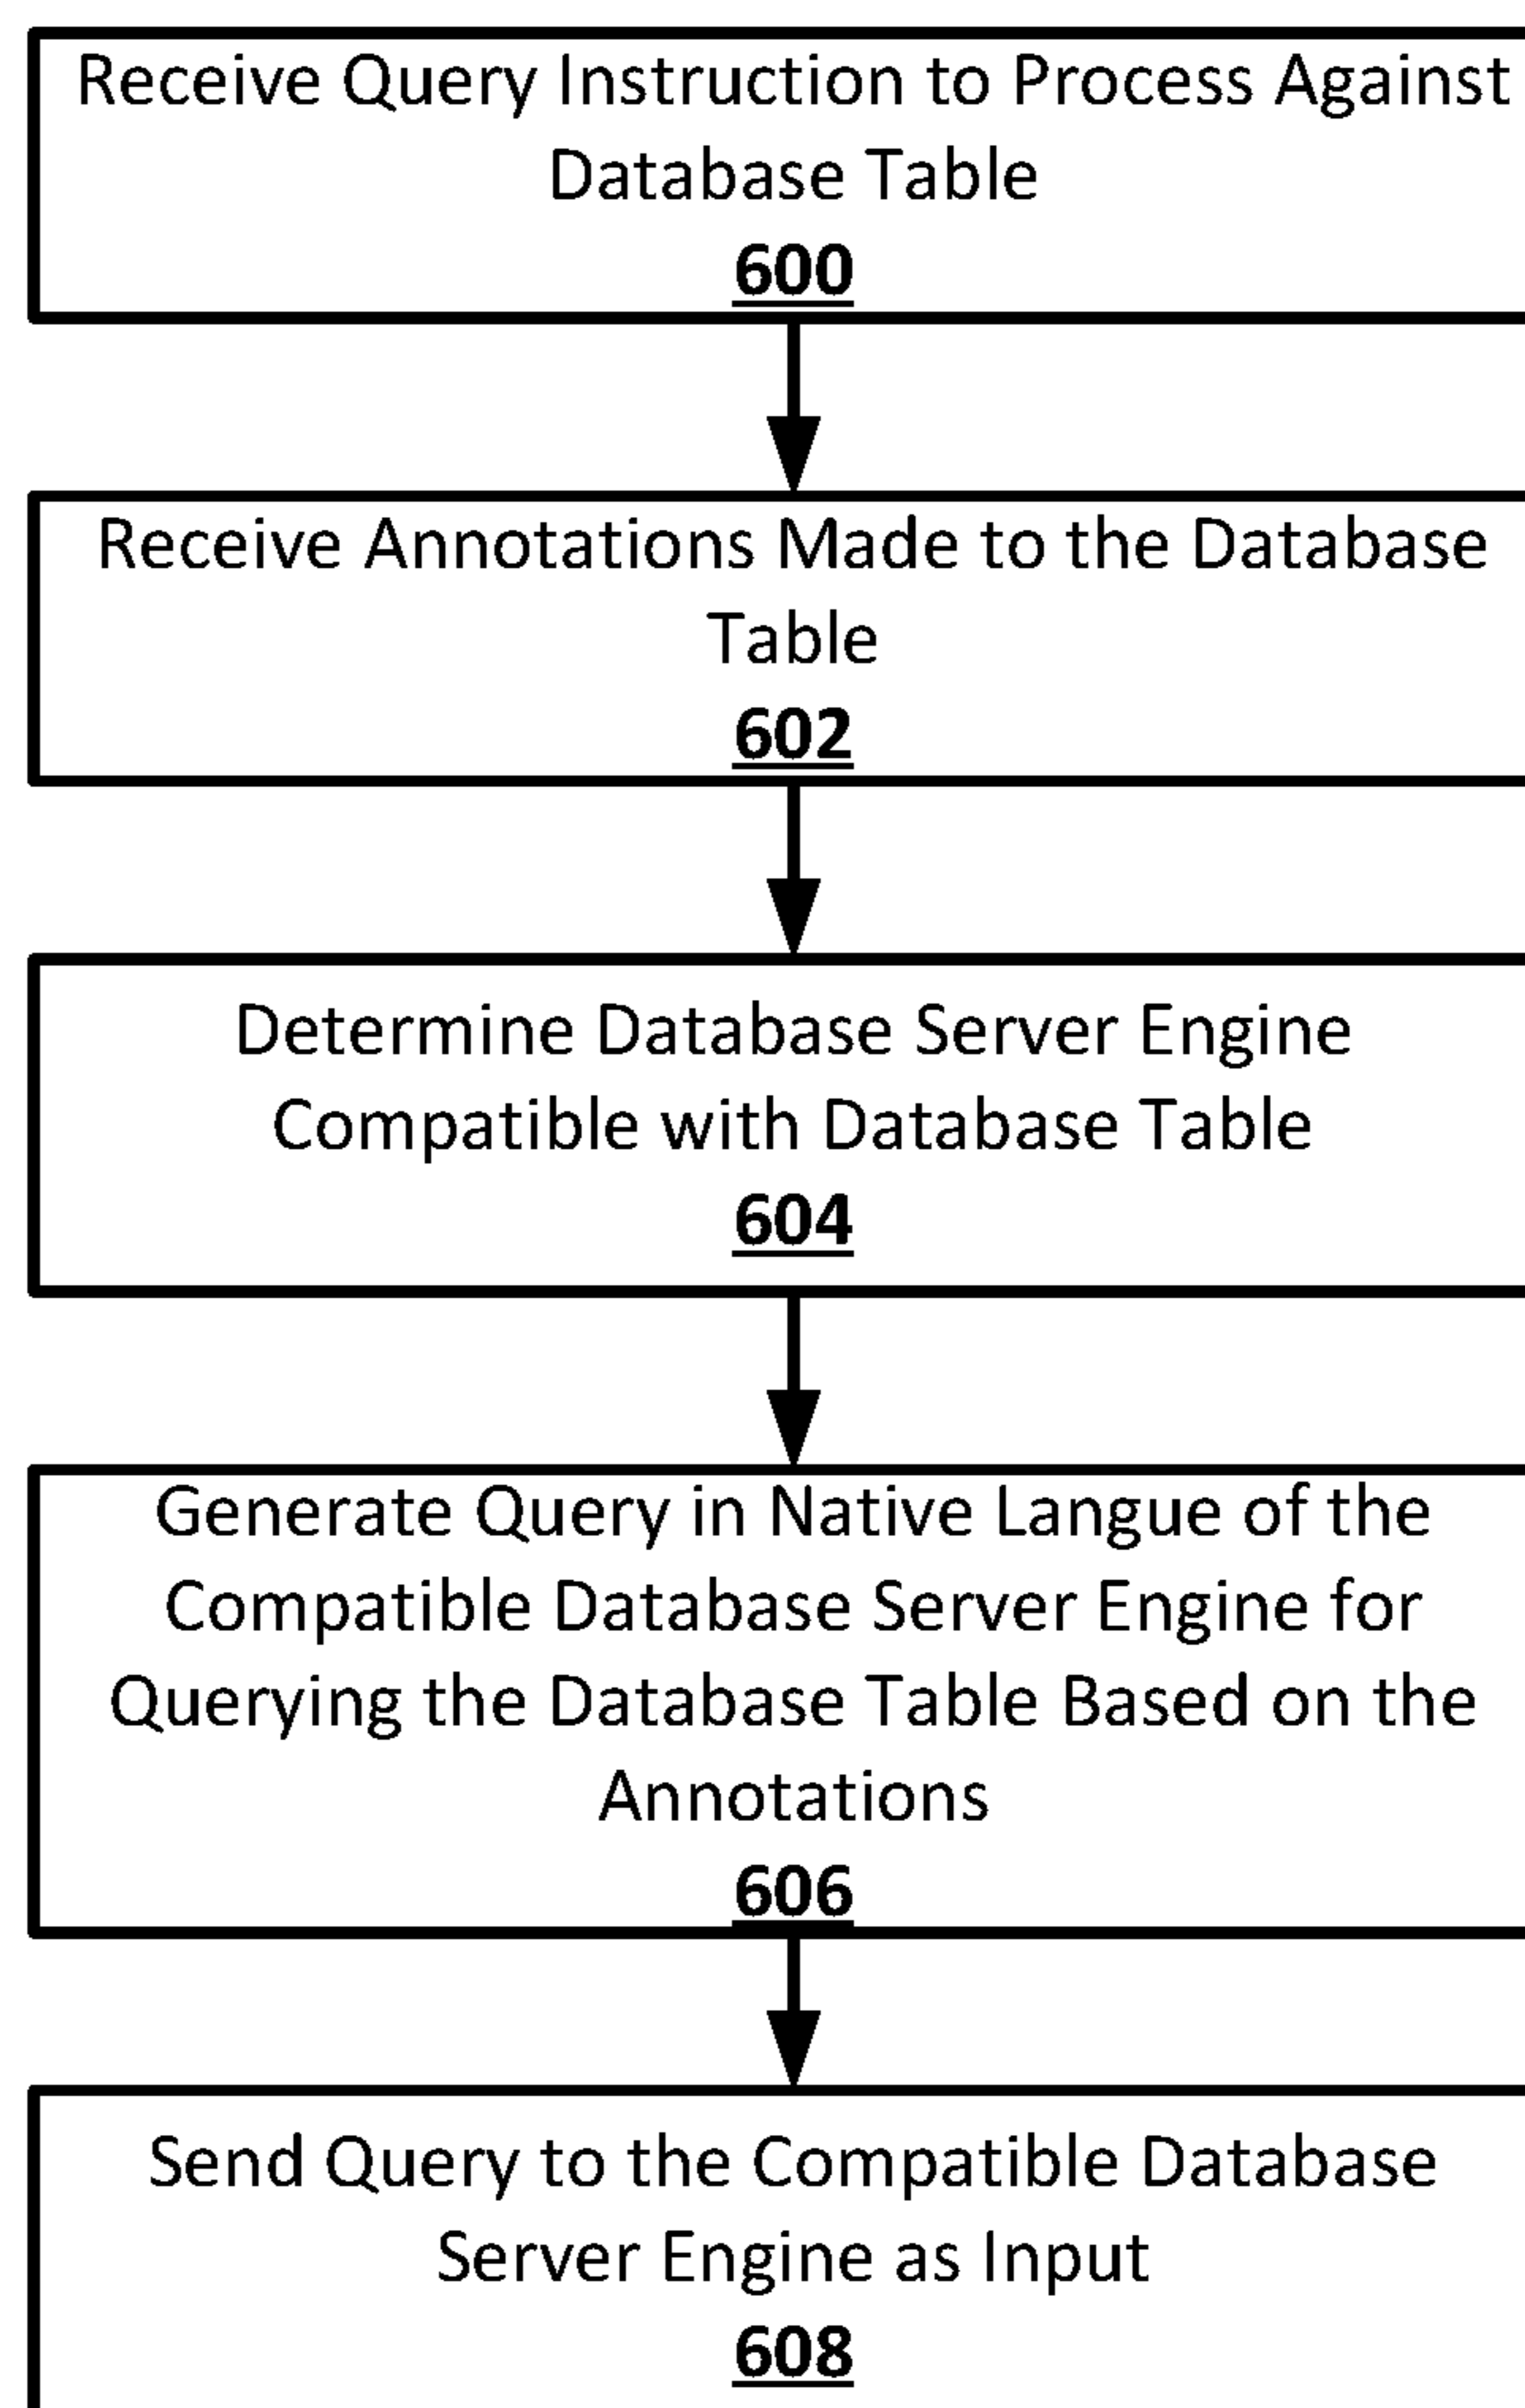 Receive Query Instruction to Process Against
Database Table
600
Receive Annotations Made to the Database
Table
602
Determine Database Server Engine
Compatible with Database Table
604
Generate Query in Native Langue of the
Compatible Database Server Engine for
Querying the Database Table Based on the
Annotations
606
Send Query to the Compatible Database
Server Engine as Input
608